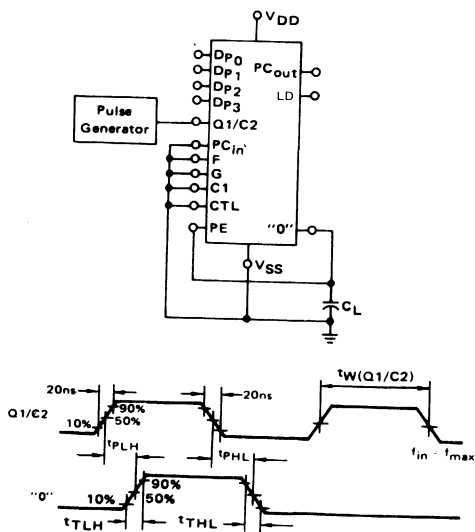 VDD
DP0
DP1
DP2
DP3
PCout
LD
Pulse
Generator
Q1/C2
PCin
F
G
C1
CTL
PE
"0"
VSS
CL
tW(Q1/C2)
20ns
20ns
Q1/C2
10%
90%
50%
tPLH
tPHL
fin = fmax
"0"
10%
90%
50%
tTLH
tTHL